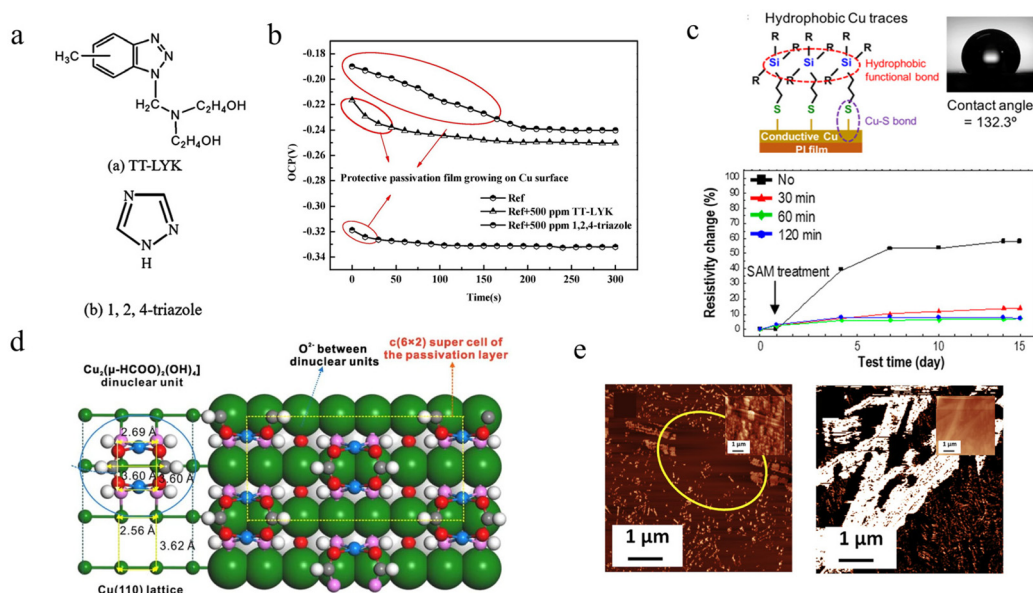 a
H₃C
N
N
N
H₂C
N
C₂H₄OH
C₂H₄OH
(a) TT-LYK
N
N
N
H
(b) 1, 2, 4-triazole
b
-0.18
-0.20
-0.22
-0.24
-0.26
-0.28
-0.30
-0.32
-0.34
OCP(V)
Protective passivation film growing on Cu surface
Ref
Ref+500 ppm TT-LYK
Ref+500 ppm 1,2,4-triazole
0 50 100 150 200 250 300
Time(s)
c
Hydrophobic Cu traces
R R R
R Si R Si R Si R
Hydrophobic
functional bond
S S S
Cu-S bond
Conductive Cu
PI film
Contact angle
= 132.3º
100
90
80
70
60
50
40
30
20
10
0
Resistivity change (%)
No
30 min
60 min
120 min
SAM treatment
0 5 10 15
Test time (day)
d
Cu₂(μ-HCOO)₂(OH)₄]
dinuclear unit
O²⁻ between
dinuclear units
c(6×2) super cell of
the passivation layer
2.69 Å
3.60 Å
3.60 Å
2.56 Å
3.62 Å
Cu(110) lattice
e
1 μm
1 μm
1 μm
1 μm